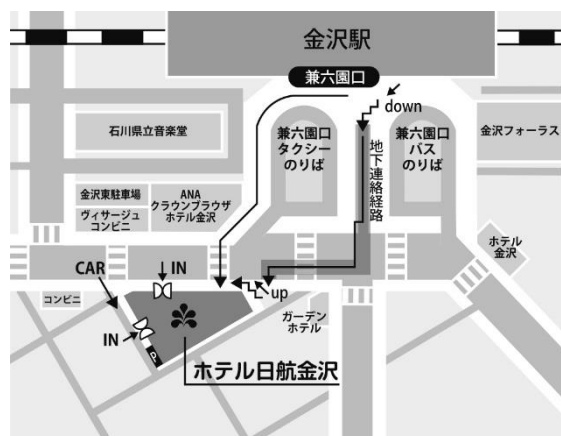 金沢駅
兼六園口
down
石川県立音楽堂
兼六園口
タクシー
のりば
地下連絡経路
兼六園口
バス
のりば
金沢フォーラス
金沢東駐車場
ヴィサージュ
コンビニ
ANA
クラウンプラザ
ホテル金沢
ホテル
金沢
CAR
IN
コンビニ
up
ガーデン
ホテル
IN
P
ホテル日航金沢